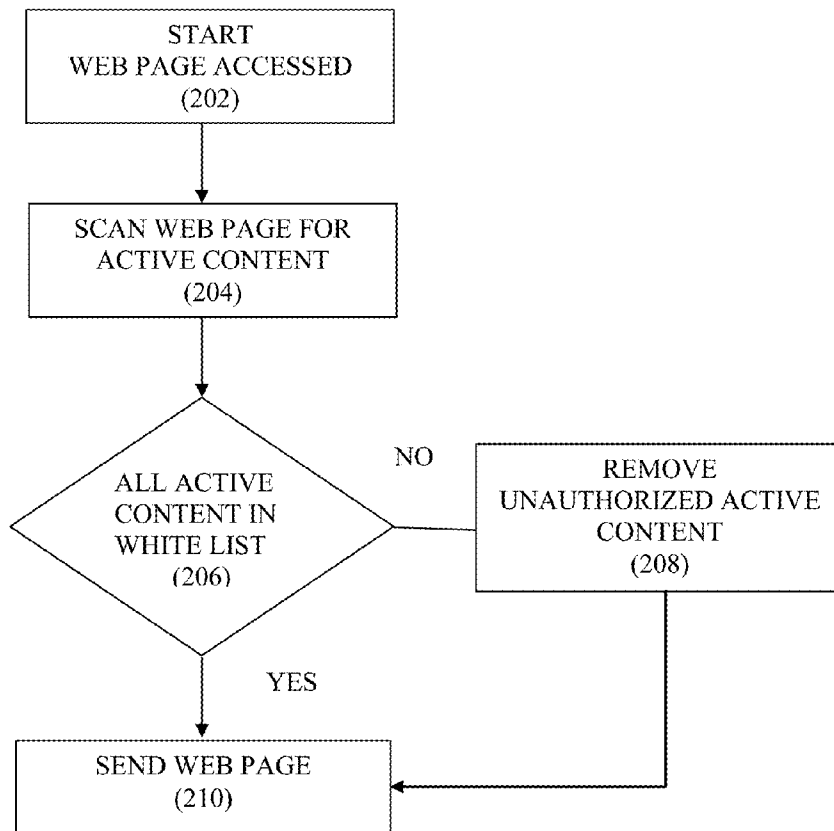 START
WEB PAGE ACCESSED
(202)
SCAN WEB PAGE FOR
ACTIVE CONTENT
(204)
ALL ACTIVE
CONTENT IN
WHITE LIST
(206)
NO
REMOVE
UNAUTHORIZED ACTIVE
CONTENT
(208)
YES
SEND WEB PAGE
(210)